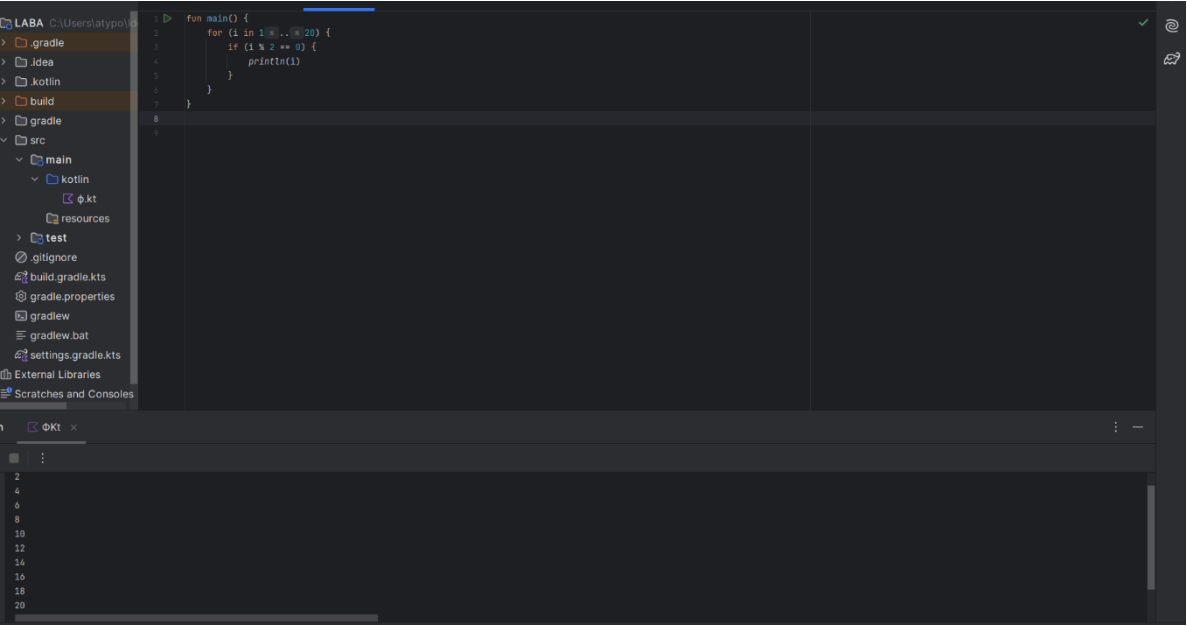 LABA C:\Users\atypo\
.gradle
.idea
.kotlin
build
gradle
src
main
kotlin
ф.kt
resources
test
.gitignore
build.gradle.kts
gradle.properties
gradlew
gradlew.bat
settings.gradle.kts
External Libraries
Scratches and Consoles
1 fun main() {
2 for (i in 1 ≤ .. ≤ 20) {
3 if (i % 2 == 0) {
4 println(i)
5 }
6 }
7 }
8
9
ФKt ×
2
4
6
8
10
12
14
16
18
20